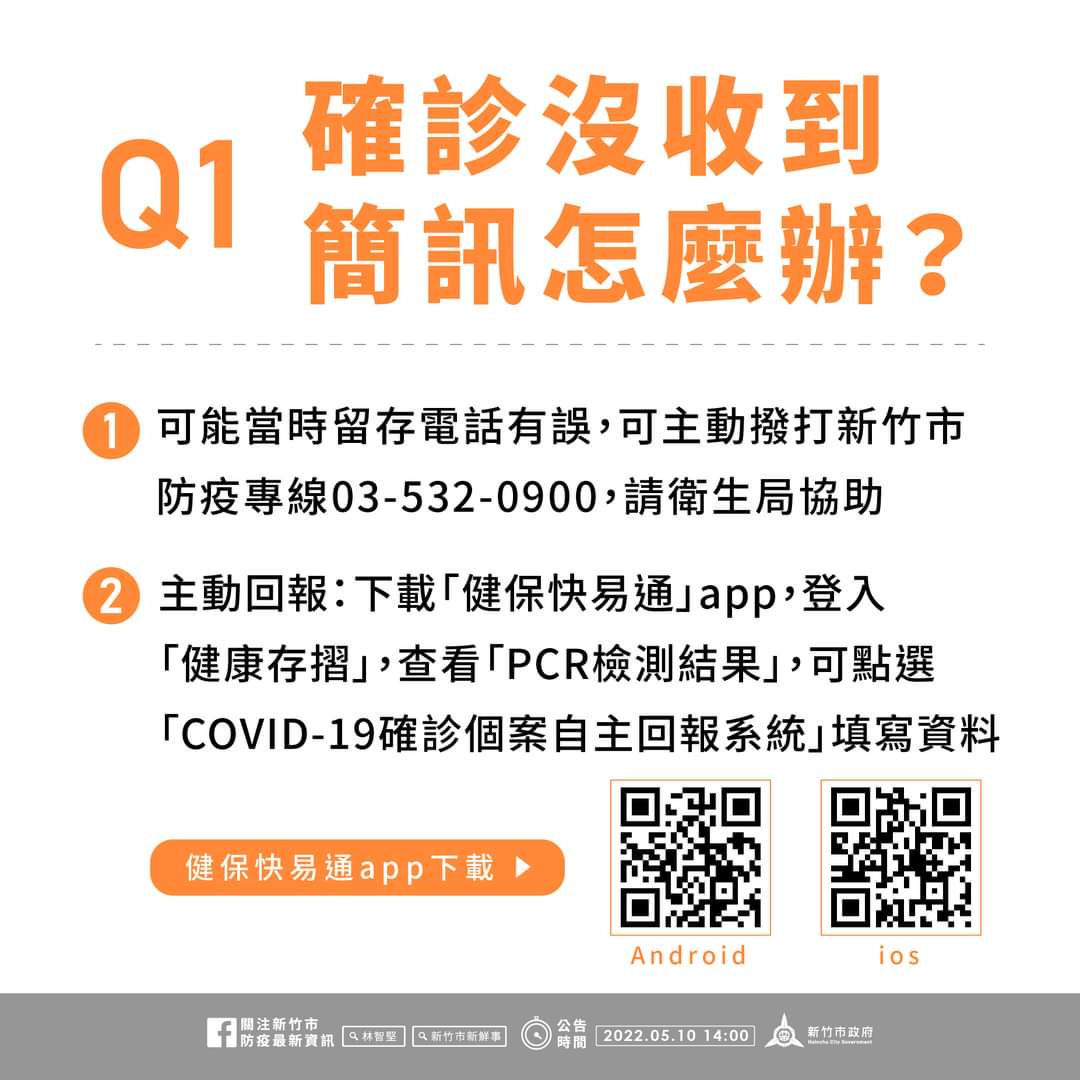 Q1
確診沒收到
簡訊怎麼辦？
1 可能當時留存電話有誤，可主動撥打新竹市
防疫專線03-532-0900，請衛生局協助
2 主動回報：下載「健保快易通」app，登入
「健康存摺」，查看「PCR檢測結果」，可點選
「COVID-19確診個案自主回報系統」填寫資料
健保快易通app下載
Android
ios
關注新竹市
防疫最新資訊
林智堅
新竹市新鮮事
公告
時間
2022.05.10 14:00
新竹市政府
Hsinchu City Government